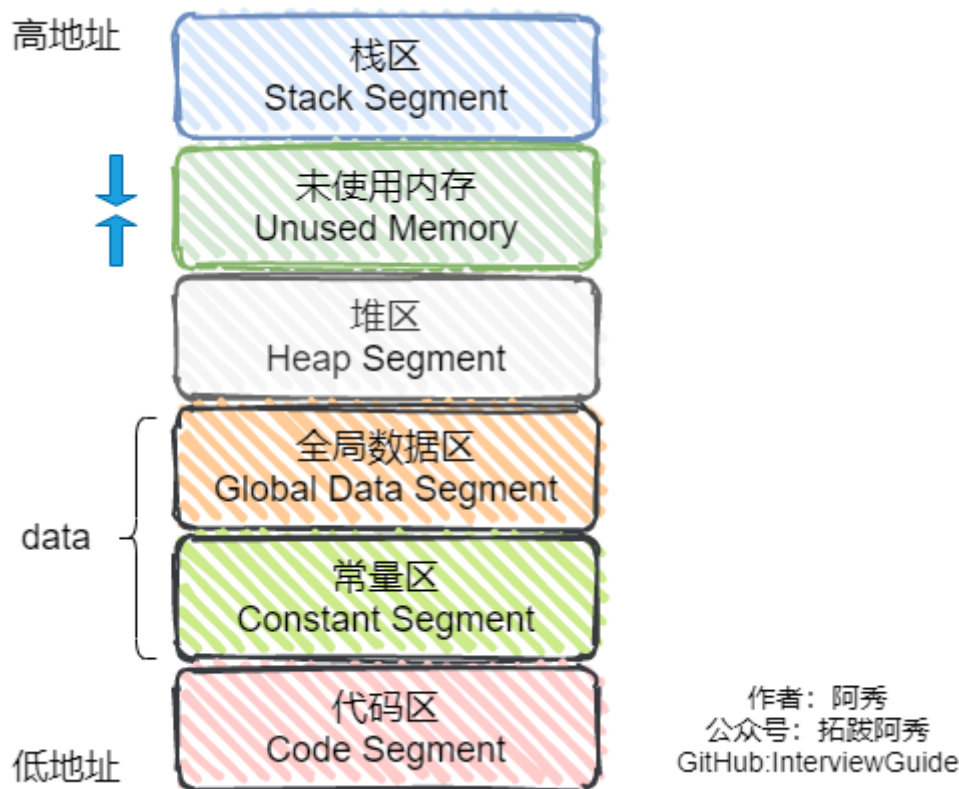 高地址
栈区
Stack Segment
未使用内存
Unused Memory
堆区
Heap Segment
全局数据区
Global Data Segment
data
常量区
Constant Segment
代码区
Code Segment
低地址
作者：阿秀
公众号：拓跋阿秀
GitHub:InterviewGuide